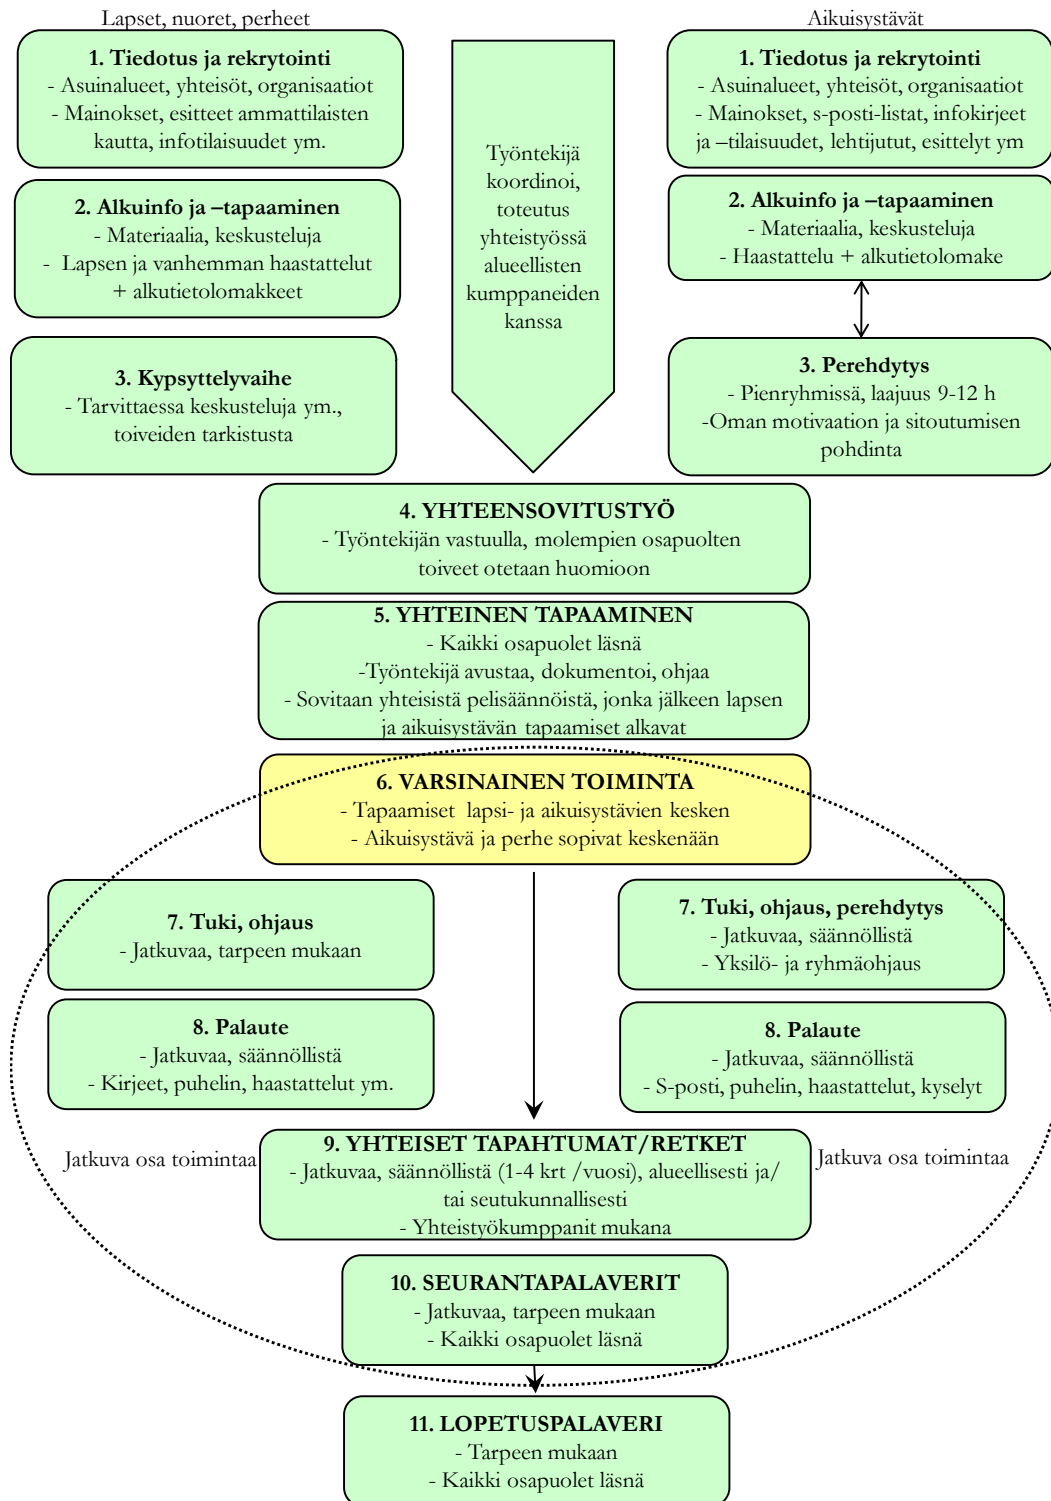 Lapset, nuoret, perheet
1. Tiedotus ja rekrytointi
- Asuinalueet, yhteisöt, organisaatiot
- Mainokset, esitteet ammattilaisten
kautta, infotilaisuudet ym.
2. Alkuinfo ja –tapaaminen
- Materiaalia, keskusteluja
- Lapsen ja vanhemman haastattelut
+ alkutietolomakkeet
3. Kypsyttelyvaihe
- Tarvittaessa keskusteluja ym.,
toiveiden tarkistusta
Työntekijä
koordinoi,
toteutus
yhteistyössä
alueellisten
kumppaneiden
kanssa
Aikuisystävät
1. Tiedotus ja rekrytointi
- Asuinalueet, yhteisöt, organisaatiot
- Mainokset, s-posti-listat, infokirjeet
ja –tilaisuudet, lehtijutut, esittelyt ym
2. Alkuinfo ja –tapaaminen
- Materiaalia, keskusteluja
- Haastattelu + alkutietolomake
3. Perehdytys
- Pienryhmissä, laajuus 9-12 h
-Oman motivaation ja sitoutumisen
pohdinta
4. YHTEENSOVITUSTYÖ
- Työntekijän vastuulla, molempien osapuolten
toiveet otetaan huomioon
5. YHTEINEN TAPAAMINEN
- Kaikki osapuolet läsnä
-Työntekijä avustaa, dokumentoi, ohjaa
- Sovitaan yhteisistä pelisäännöistä, jonka jälkeen lapsen
ja aikuisystävän tapaamiset alkavat
6. VARSINAINEN TOIMINTA
- Tapaamiset lapsi- ja aikuisystävien kesken
- Aikuisystävä ja perhe sopivat keskenään
7. Tuki, ohjaus
- Jatkuvaa, tarpeen mukaan
7. Tuki, ohjaus, perehdytys
- Jatkuvaa, säännöllistä
- Yksilö- ja ryhmäohjaus
8. Palaute
- Jatkuvaa, säännöllistä
- Kirjeet, puhelin, haastattelut ym.
8. Palaute
- Jatkuvaa, säännöllistä
- S-posti, puhelin, haastattelut, kyselyt
Jatkuva osa toimintaa
9. YHTEISET TAPAHTUMAT/RETKET
- Jatkuvaa, säännöllistä (1-4 krt /vuosi), alueellisesti ja/
tai seutukunnallisesti
- Yhteistyökumppanit mukana
Jatkuva osa toimintaa
10. SEURANTAPALAVERIT
- Jatkuvaa, tarpeen mukaan
- Kaikki osapuolet läsnä
11. LOPETUSPALAVERI
- Tarpeen mukaan
- Kaikki osapuolet läsnä